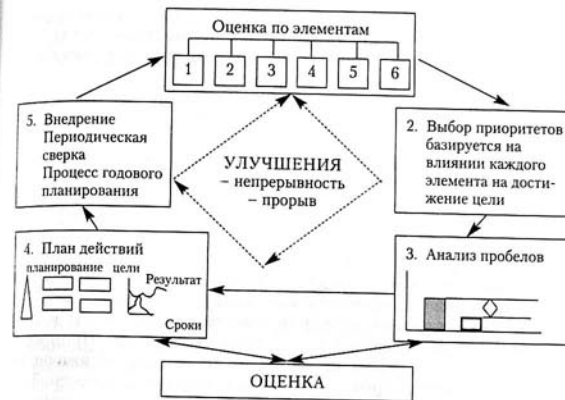 Оценка по элементам
1 2 3 4 5 6
5. Внедрение
Периодическая
сверка
Процесс годового
планирования
УЛУЧШЕНИЯ
– непрерывность
– прорыв
2. Выбор приоритетов
базируется на
влиянии каждого
элемента на дости-
жение цели
4. План действий
планирование цели
Результат
Сроки
3. Анализ пробелов
ОЦЕНКА